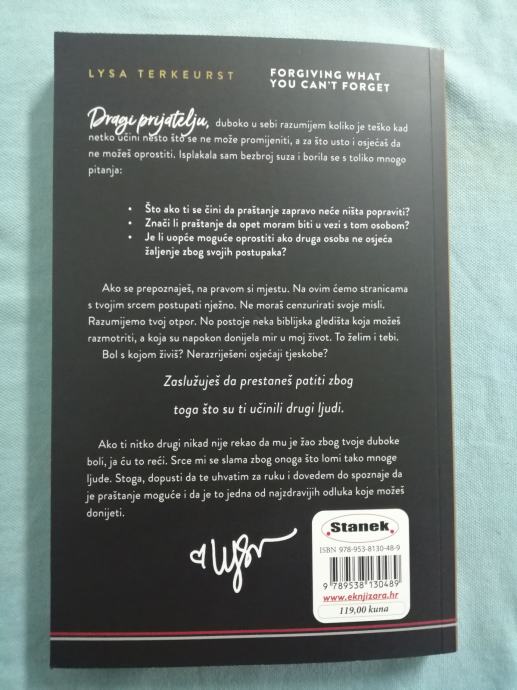 LYSA TERKEURST
FORGIVING WHAT
YOU CAN'T FORGET
Dragi prijatelju, duboko u sebi razumijem koliko je teško kad
netko učini nešto što se ne može promijeniti, a za što usto i osjećaš da
ne možeš oprostiti. Isplakala sam bezbroj suza i borila se s toliko mnogo
pitanja:
• Što ako ti se čini da praštanje zapravo neće ništa popraviti?
• Znači li praštanje da opet moram biti u vezi s tom osobom?
• Je li uopće moguće oprostiti ako druga osoba ne osjeća
žaljenje zbog svojih postupaka?
Ako se prepoznaješ, na pravom si mjestu. Na ovim ćemo stranicama
s tvojim srcem postupati nježno. Ne moraš cenzurirati svoje misli.
Razumijemo tvoj otpor. No postoje neka biblijska gledišta koja možeš
razmotriti, a koja su napokon donijela mir u moj život. To želim i tebi.
Bol s kojom živiš? Nerazriješeni osjećaji tjeskobe?
Zaslužuješ da prestaneš patiti zbog
toga što su ti učinili drugi ljudi.
Ako ti nitko drugi nikad nije rekao da mu je žao zbog tvoje duboke
boli, ja ću to reći. Srce mi se slama zbog onoga što lomi tako mnoge
ljude. Stoga, dopusti da te uhvatim za ruku i dovedem do spoznaje da
je praštanje moguće i da je to jedna od najzdravijih odluka koje možeš
donijeti.
Lysa
Stanek
ISBN 978-953-8130-48-9
9 789538 130489
www.eknjizara.hr
119,00 kuna